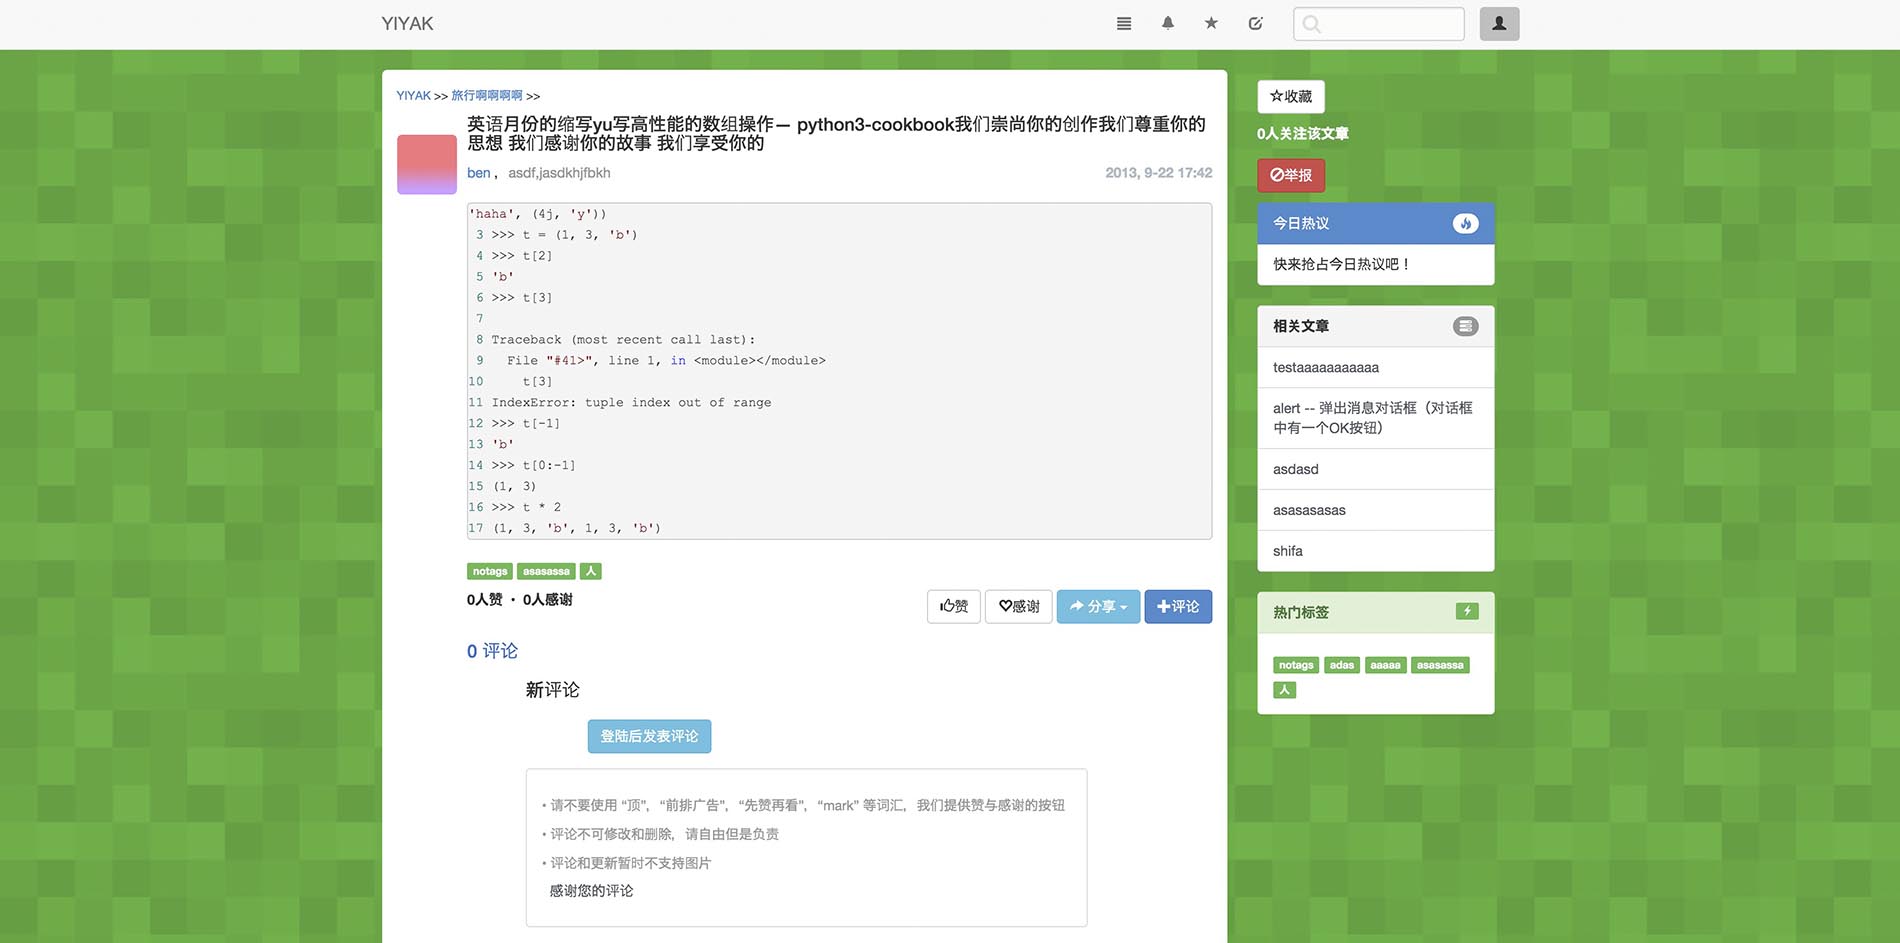 YIYAK
YIYAK >> 旅行啊啊啊啊 >>
英语月份的缩写yu写高性能的数组操作— python3-cookbook我们崇尚你的创作我们尊重你的
思想 我们感谢你的故事 我们享受你的
ben , asdf,jasdkhjfbkh 2013, 9-22 17:42
'haha', (4j, 'y'))
3 >>> t = (1, 3, 'b')
4 >>> t[2]
5 'b'
6 >>> t[3]
7
8 Traceback (most recent call last):
9   File "#41>", line 1, in <module></module>
10     t[3]
11 IndexError: tuple index out of range
12 >>> t[-1]
13 'b'
14 >>> t[0:-1]
15 (1, 3)
16 >>> t * 2
17 (1, 3, 'b', 1, 3, 'b')
notags asasassa 人
0人赞 · 0人感谢
赞 感谢 分享 评论
0 评论
新评论
登陆后发表评论
• 请不要使用 “顶”, “前排广告”, “先赞再看”, “mark” 等词汇, 我们提供赞与感谢的按钮
• 评论不可修改和删除, 请自由但是负责
• 评论和更新暂时不支持图片
感谢您的评论
收藏
0人关注该文章
举报
今日热议
快来抢占今日热议吧！
相关文章
testaaaaaaaaaaa
alert -- 弹出消息对话框（对话框
中有一个OK按钮）
asdasd
asasasasas
shifa
热门标签
notags adas aaaaa asasassa
人